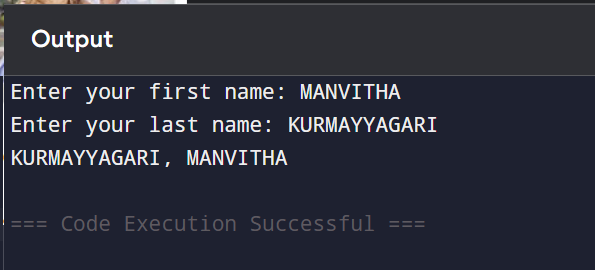 Output
Enter your first name: MANVITHA
Enter your last name: KURMAYYAGARI
KURMAYYAGARI, MANVITHA
=== Code Execution Successful ===